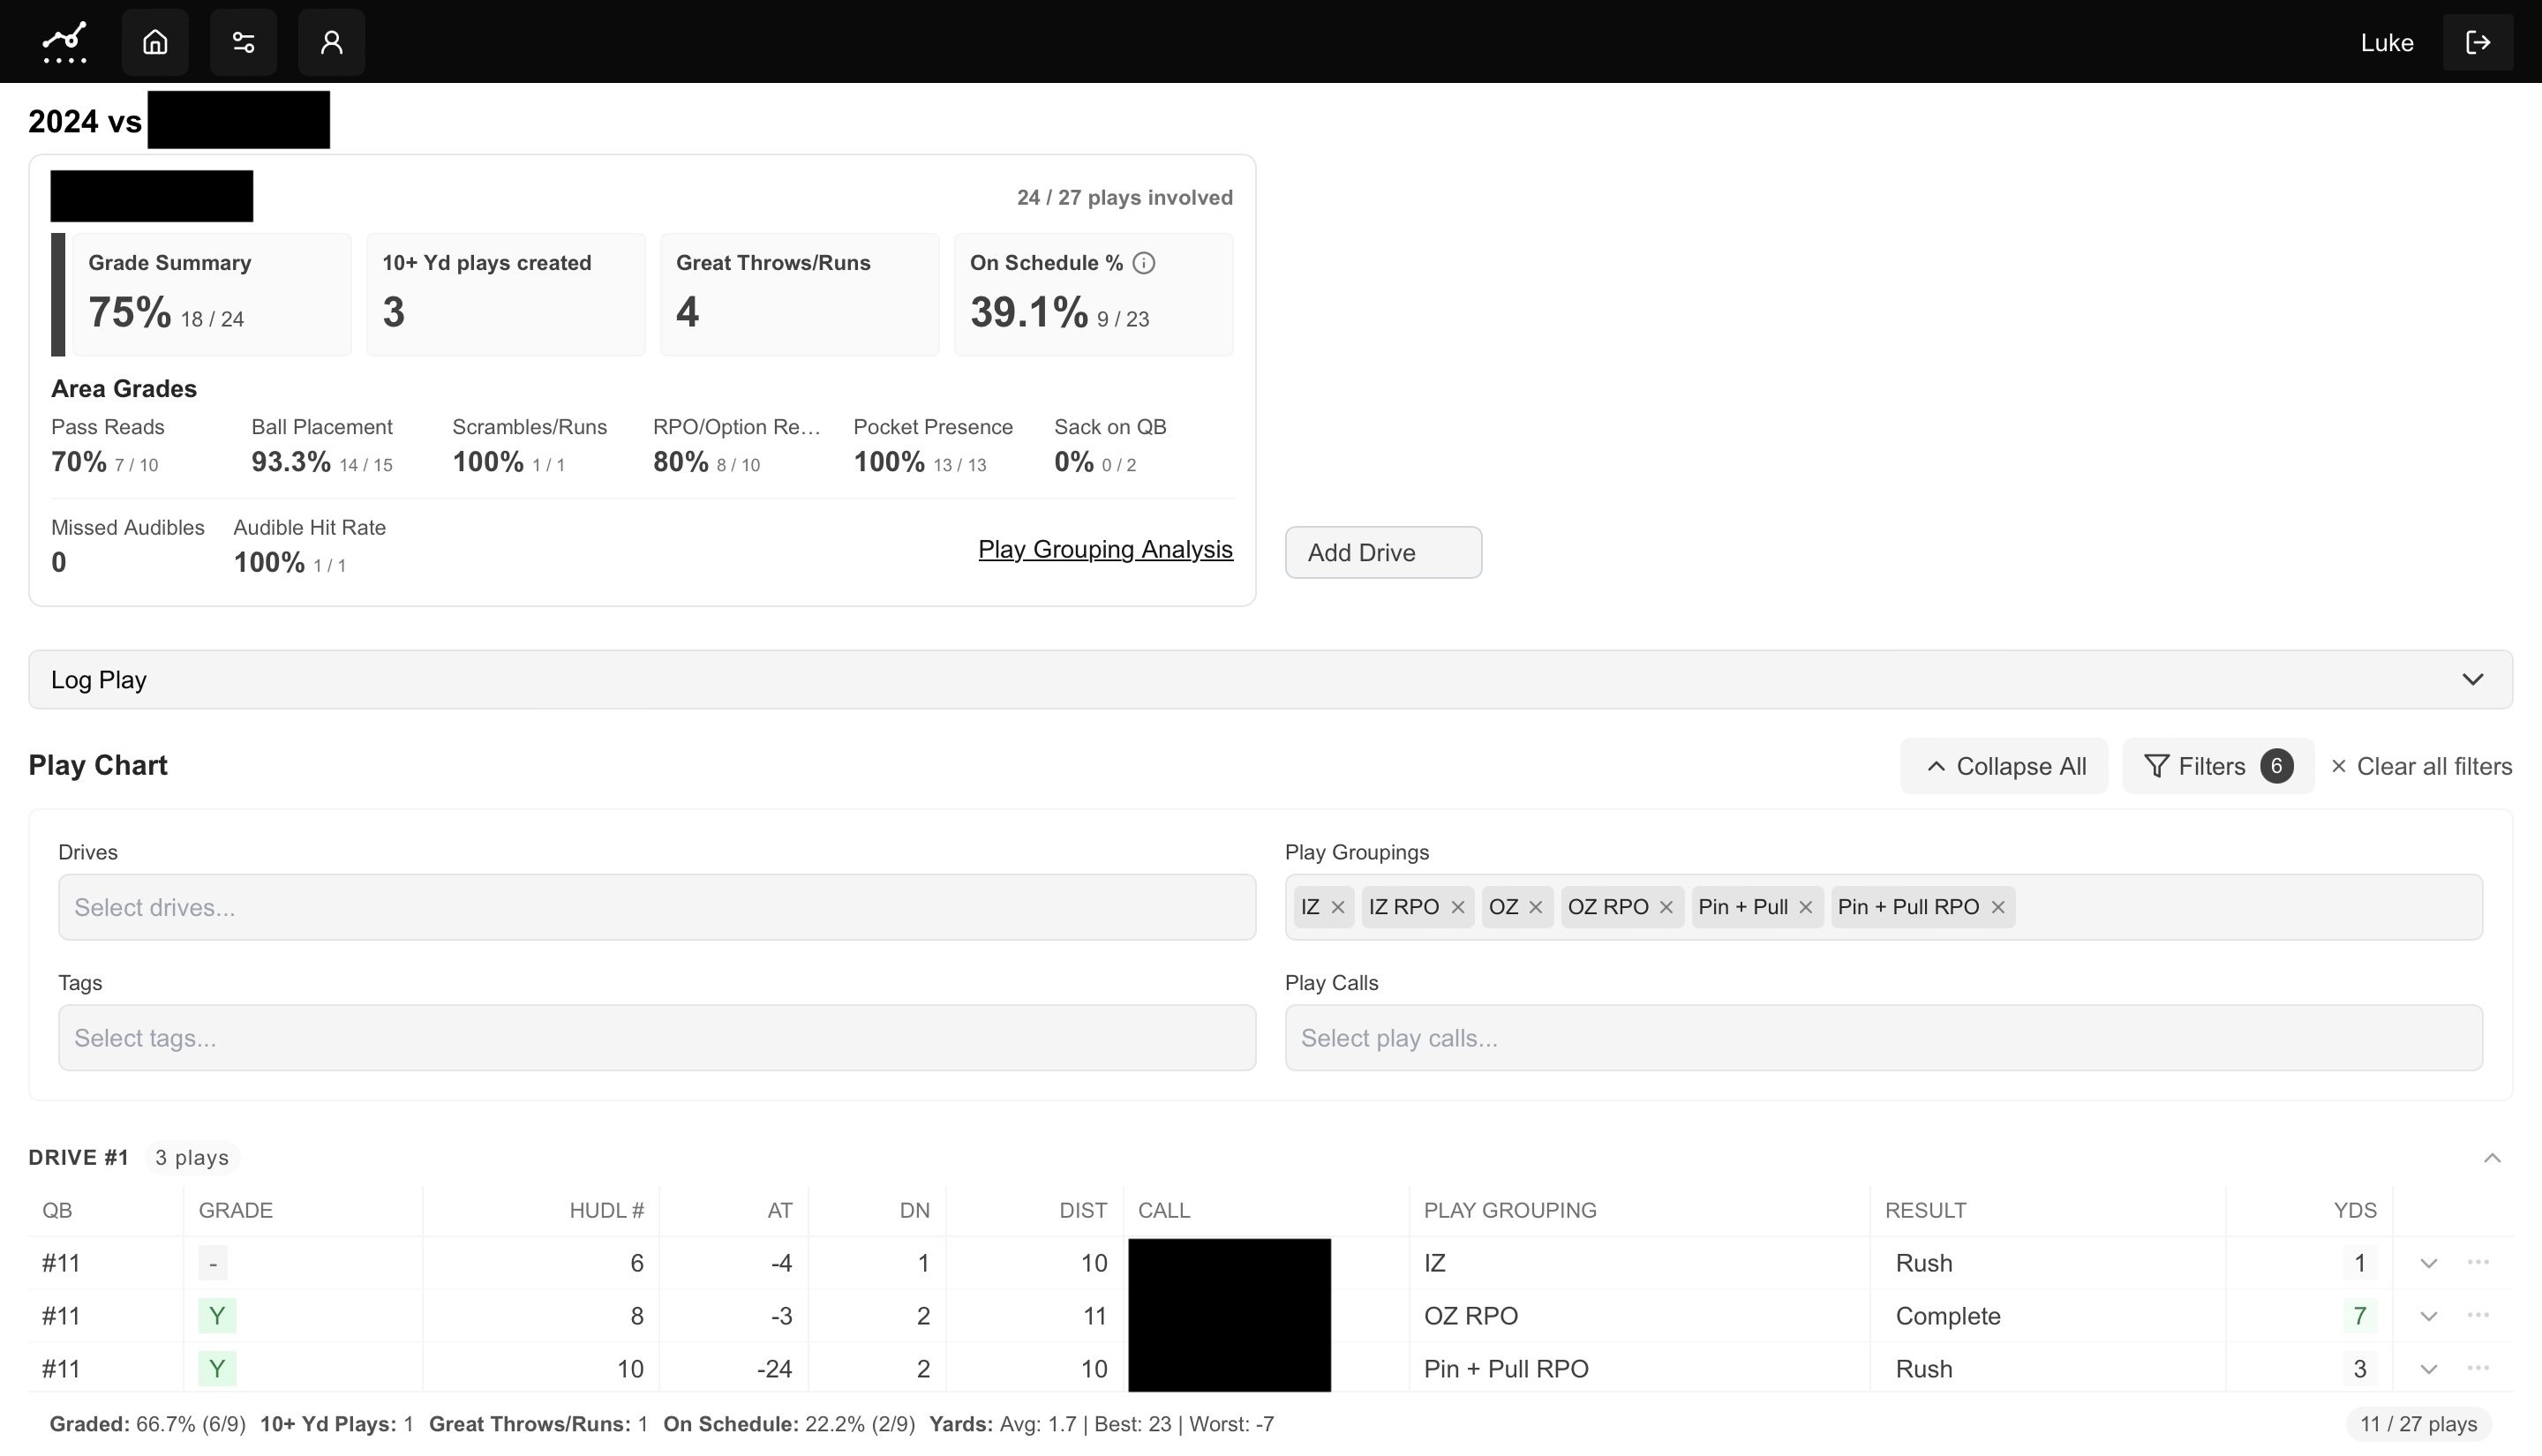 Luke
2024 vs
24 / 27 plays involved
Grade Summary
75% 18 / 24
10+ Yd plays created
3
Great Throws/Runs
4
On Schedule %
39.1% 9 / 23
Area Grades
Pass Reads
70% 7 / 10
Ball Placement
93.3% 14 / 15
Scrambles/Runs
100% 1 / 1
RPO/Option Re...
80% 8 / 10
Pocket Presence
100% 13 / 13
Sack on QB
0% 0 / 2
Missed Audibles
0
Audible Hit Rate
100% 1 / 1
Play Grouping Analysis
Add Drive
Log Play
Play Chart
Collapse All
Filters 6
× Clear all filters
Drives
Select drives...
Play Groupings
IZ × IZ RPO × OZ × OZ RPO × Pin + Pull × Pin + Pull RPO ×
Tags
Select tags...
Play Calls
Select play calls...
DRIVE #1 3 plays
QB GRADE HUDL # AT DN DIST CALL PLAY GROUPING RESULT YDS
#11 - 6 -4 1 10 IZ Rush 1
#11 Y 8 -3 2 11 OZ RPO Complete 7
#11 Y 10 -24 2 10 Pin + Pull RPO Rush 3
Graded: 66.7% (6/9) 10+ Yd Plays: 1 Great Throws/Runs: 1 On Schedule: 22.2% (2/9) Yards: Avg: 1.7 | Best: 23 | Worst: -7
11 / 27 plays